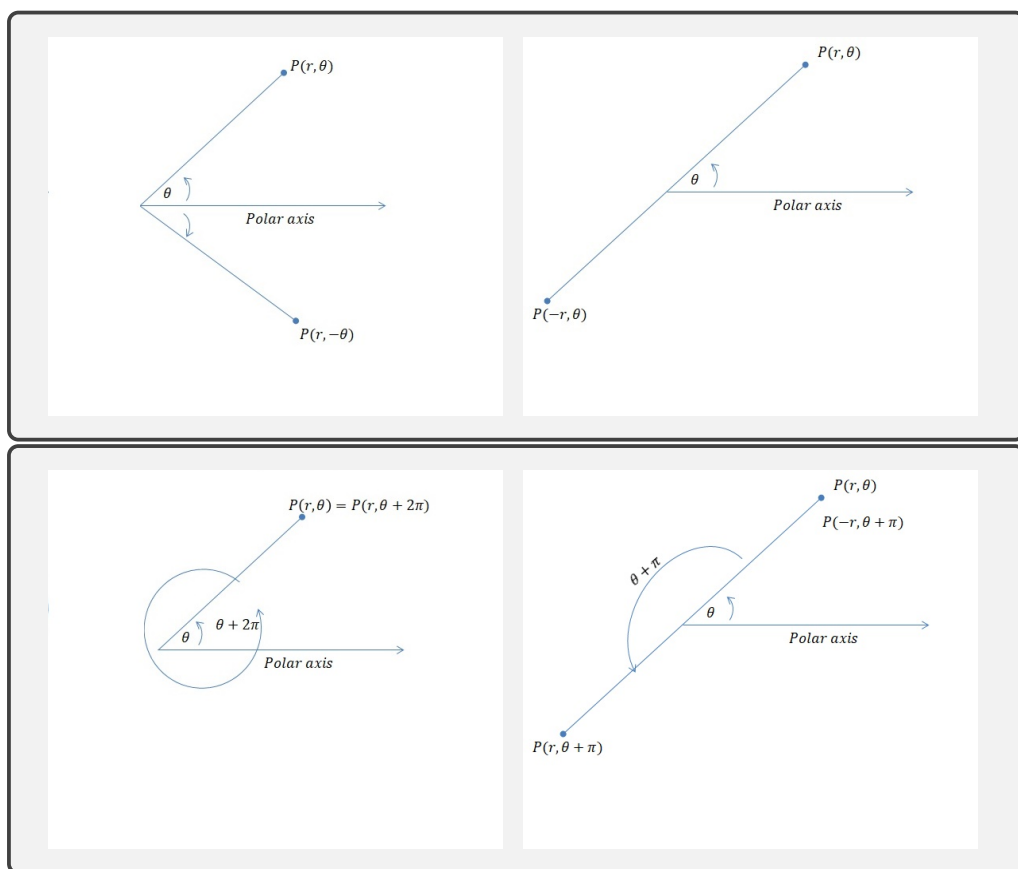 P(r, θ)
θ
Polar axis
P(r, −θ)
P(r, θ)
θ
Polar axis
P(−r, θ)
P(r, θ) = P(r, θ + 2π)
θ + 2π
θ
Polar axis
P(r, θ)
P(−r, θ + π)
θ + π
θ
Polar axis
P(r, θ + π)